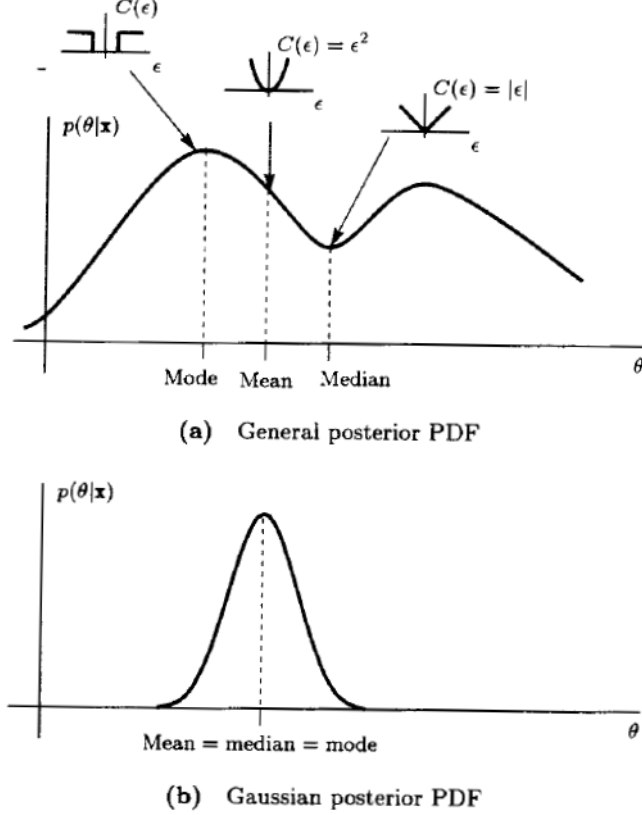 C(ϵ)
ϵ
C(ϵ) = ϵ²
ϵ
C(ϵ) = |ϵ|
ϵ
p(θ|x)
θ
Mode Mean Median
(a) General posterior PDF
p(θ|x)
θ
Mean = median = mode
(b) Gaussian posterior PDF